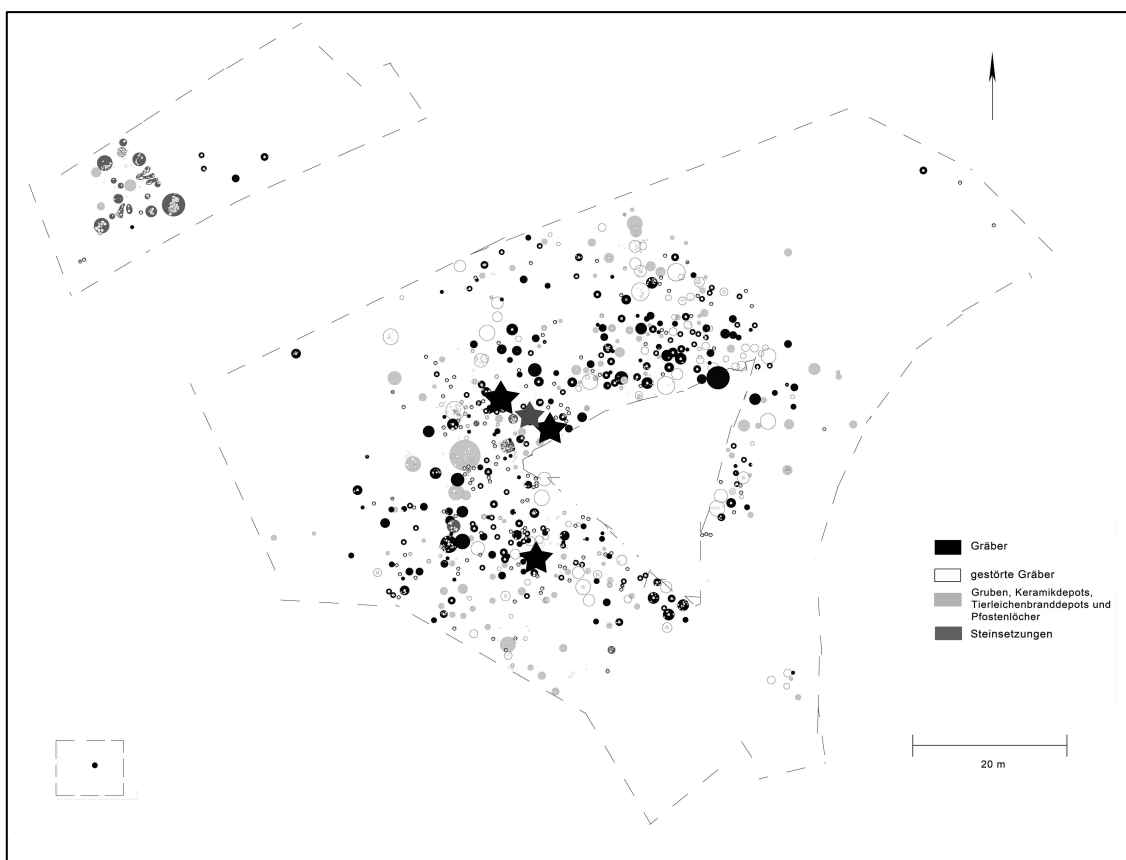 Gräber
gestörte Gräber
Gruben, Keramikdepots,
Tierleichenbranddepots und
Pfostenlöcher
Steinsetzungen
20 m